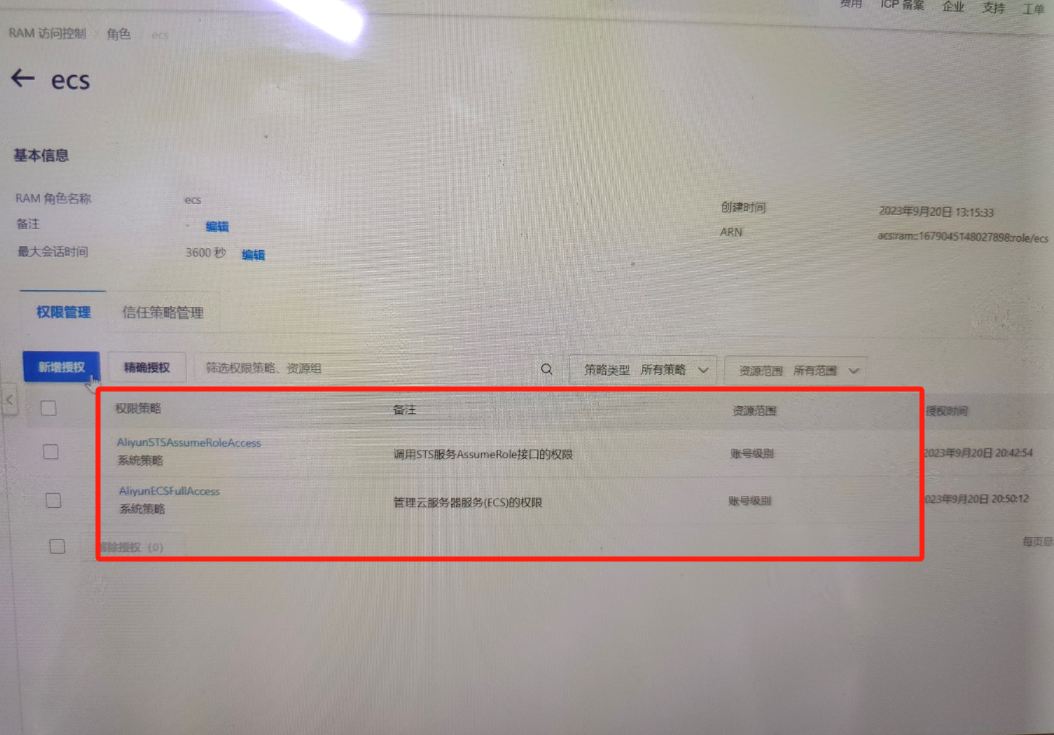 费用 ICP 备案 企业 支持 工单
RAM 访问控制 / 角色 / ecs
← ecs
基本信息
RAM 角色名称 ecs
创建时间 2023年9月20日 13:15:33
备注 - 编辑
ARN acs:ram::1679045148027898:role/ecs
最大会话时间 3600 秒 编辑
权限管理 信任策略管理
新增授权 精确授权 筛选权限策略、资源组 策略类型 所有策略 资源范围 所有范围
权限策略 备注 资源范围 授权时间
AliyunSTSAssumeRoleAccess
系统策略
调用STS服务AssumeRole接口的权限 账号级别 2023年9月20日 20:42:54
AliyunECSFullAccess
系统策略
管理云服务器服务(ECS)的权限 账号级别 023年9月20日 20:50:12
解除授权 (0)
每页显